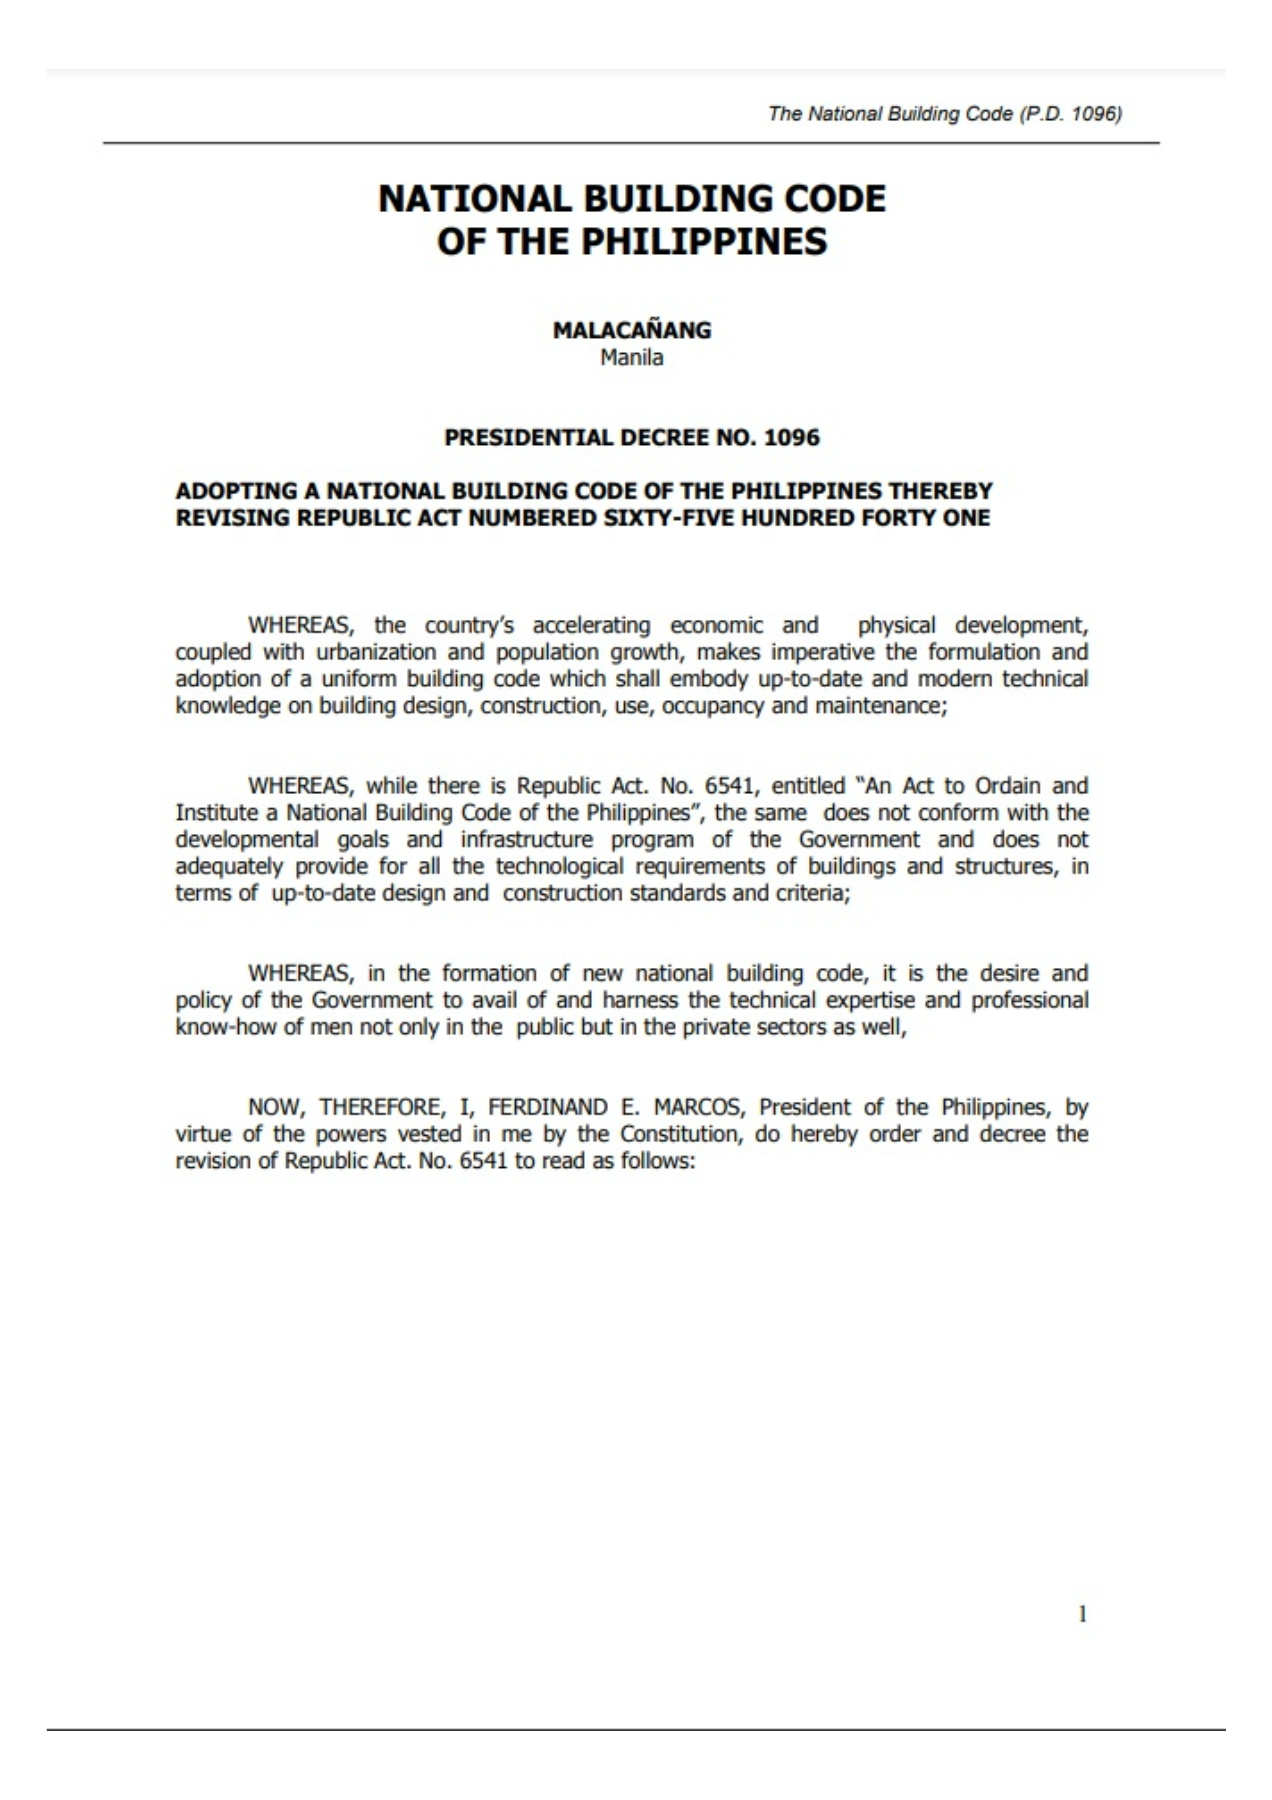 The National Building Code (P.D. 1096)
NATIONAL BUILDING CODE
OF THE PHILIPPINES
MALACAÑANG
Manila
PRESIDENTIAL DECREE NO. 1096
ADOPTING A NATIONAL BUILDING CODE OF THE PHILIPPINES THEREBY
REVISING REPUBLIC ACT NUMBERED SIXTY-FIVE HUNDRED FORTY ONE
WHEREAS, the country's accelerating economic and physical development,
coupled with urbanization and population growth, makes imperative the formulation and
adoption of a uniform building code which shall embody up-to-date and modern technical
knowledge on building design, construction, use, occupancy and maintenance;
WHEREAS, while there is Republic Act. No. 6541, entitled “An Act to Ordain and
Institute a National Building Code of the Philippines”, the same does not conform with the
developmental goals and infrastructure program of the Government and does not
adequately provide for all the technological requirements of buildings and structures, in
terms of up-to-date design and construction standards and criteria;
WHEREAS, in the formation of new national building code, it is the desire and
policy of the Government to avail of and harness the technical expertise and professional
know-how of men not only in the public but in the private sectors as well,
NOW, THEREFORE, I, FERDINAND E. MARCOS, President of the Philippines, by
virtue of the powers vested in me by the Constitution, do hereby order and decree the
revision of Republic Act. No. 6541 to read as follows:
1